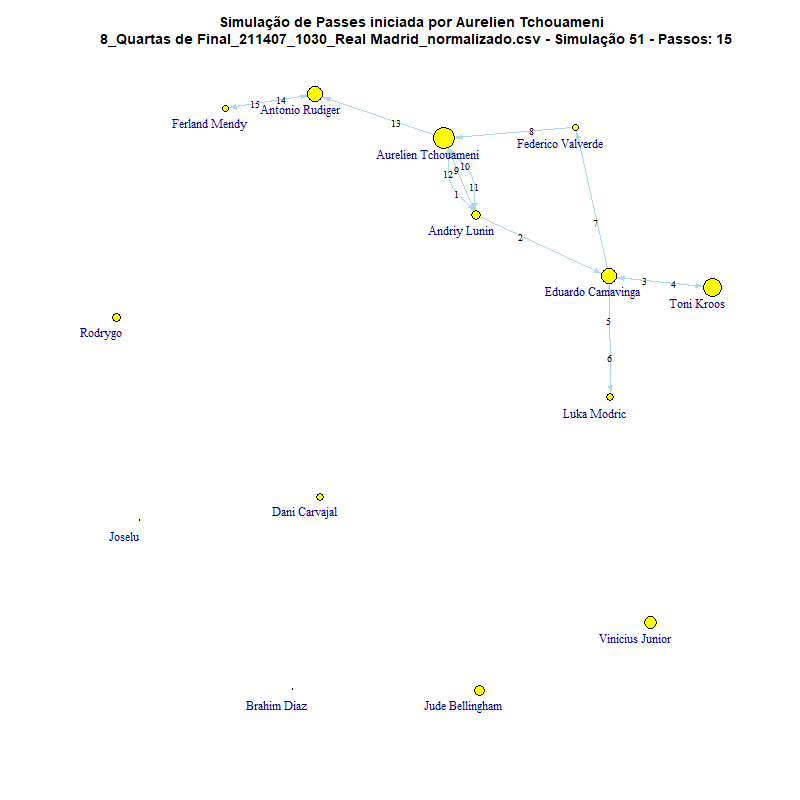 Simulação de Passes iniciada por Aurelien Tchouameni
8_Quartas de Final_211407_1030_Real Madrid_normalizado.csv - Simulação 51 - Passos: 15
15
14
Antonio Rudiger
Ferland Mendy
13
8
Federico Valverde
Aurelien Tchouameni
12
9
10
11
1
7
Andriy Lunin
2
Eduardo Camavinga
3
4
Toni Kroos
5
Rodrygo
6
Luka Modric
Dani Carvajal
Joselu
Vinicius Junior
Brahim Diaz
Jude Bellingham